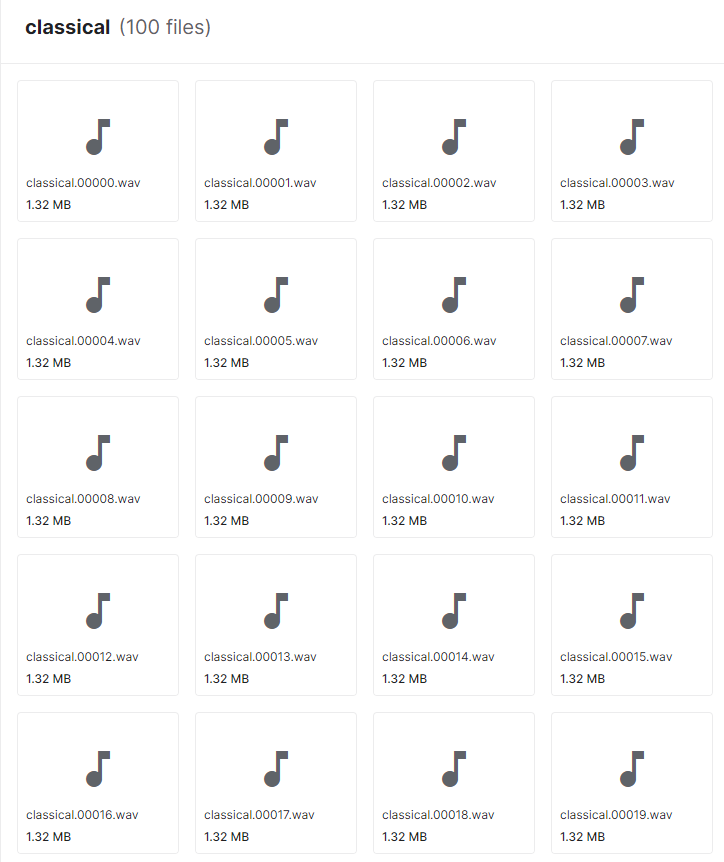 classical (100 files)
classical.00000.wav
1.32 MB
classical.00001.wav
1.32 MB
classical.00002.wav
1.32 MB
classical.00003.wav
1.32 MB
classical.00004.wav
1.32 MB
classical.00005.wav
1.32 MB
classical.00006.wav
1.32 MB
classical.00007.wav
1.32 MB
classical.00008.wav
1.32 MB
classical.00009.wav
1.32 MB
classical.00010.wav
1.32 MB
classical.00011.wav
1.32 MB
classical.00012.wav
1.32 MB
classical.00013.wav
1.32 MB
classical.00014.wav
1.32 MB
classical.00015.wav
1.32 MB
classical.00016.wav
1.32 MB
classical.00017.wav
1.32 MB
classical.00018.wav
1.32 MB
classical.00019.wav
1.32 MB